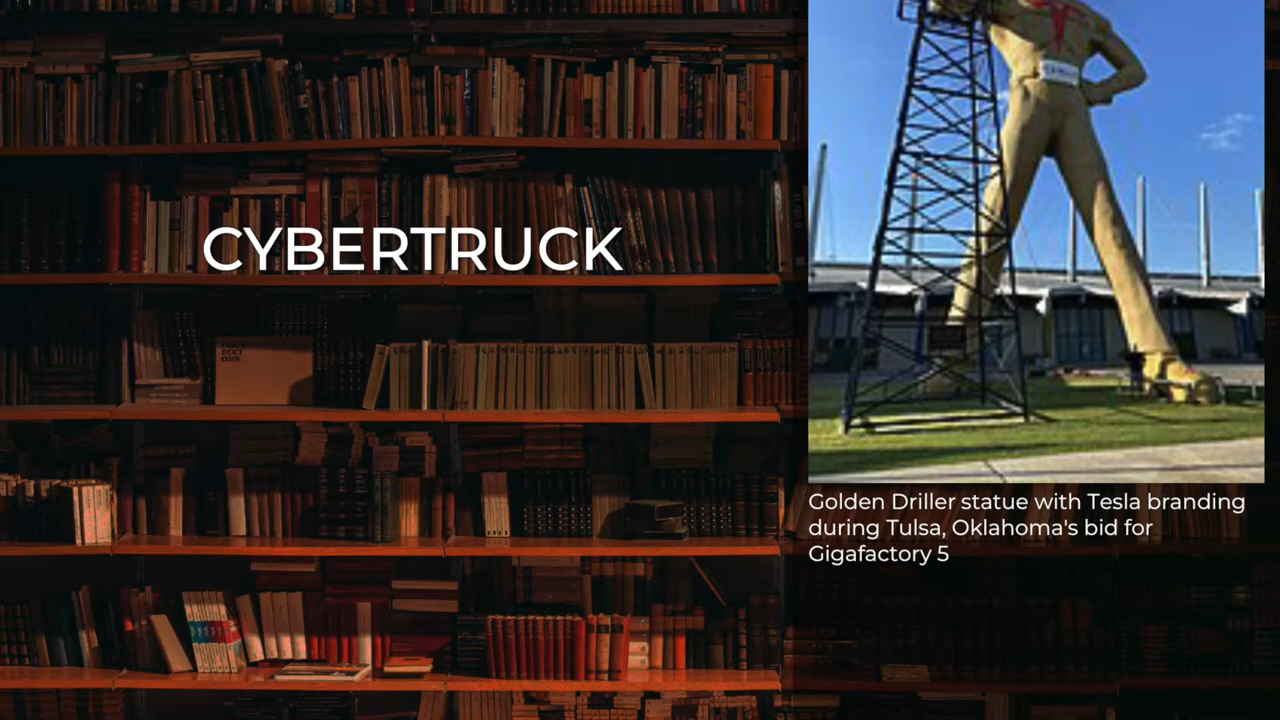 CYBERTRUCK
Golden Driller statue with Tesla branding
during Tulsa, Oklahoma's bid for
Gigafactory 5